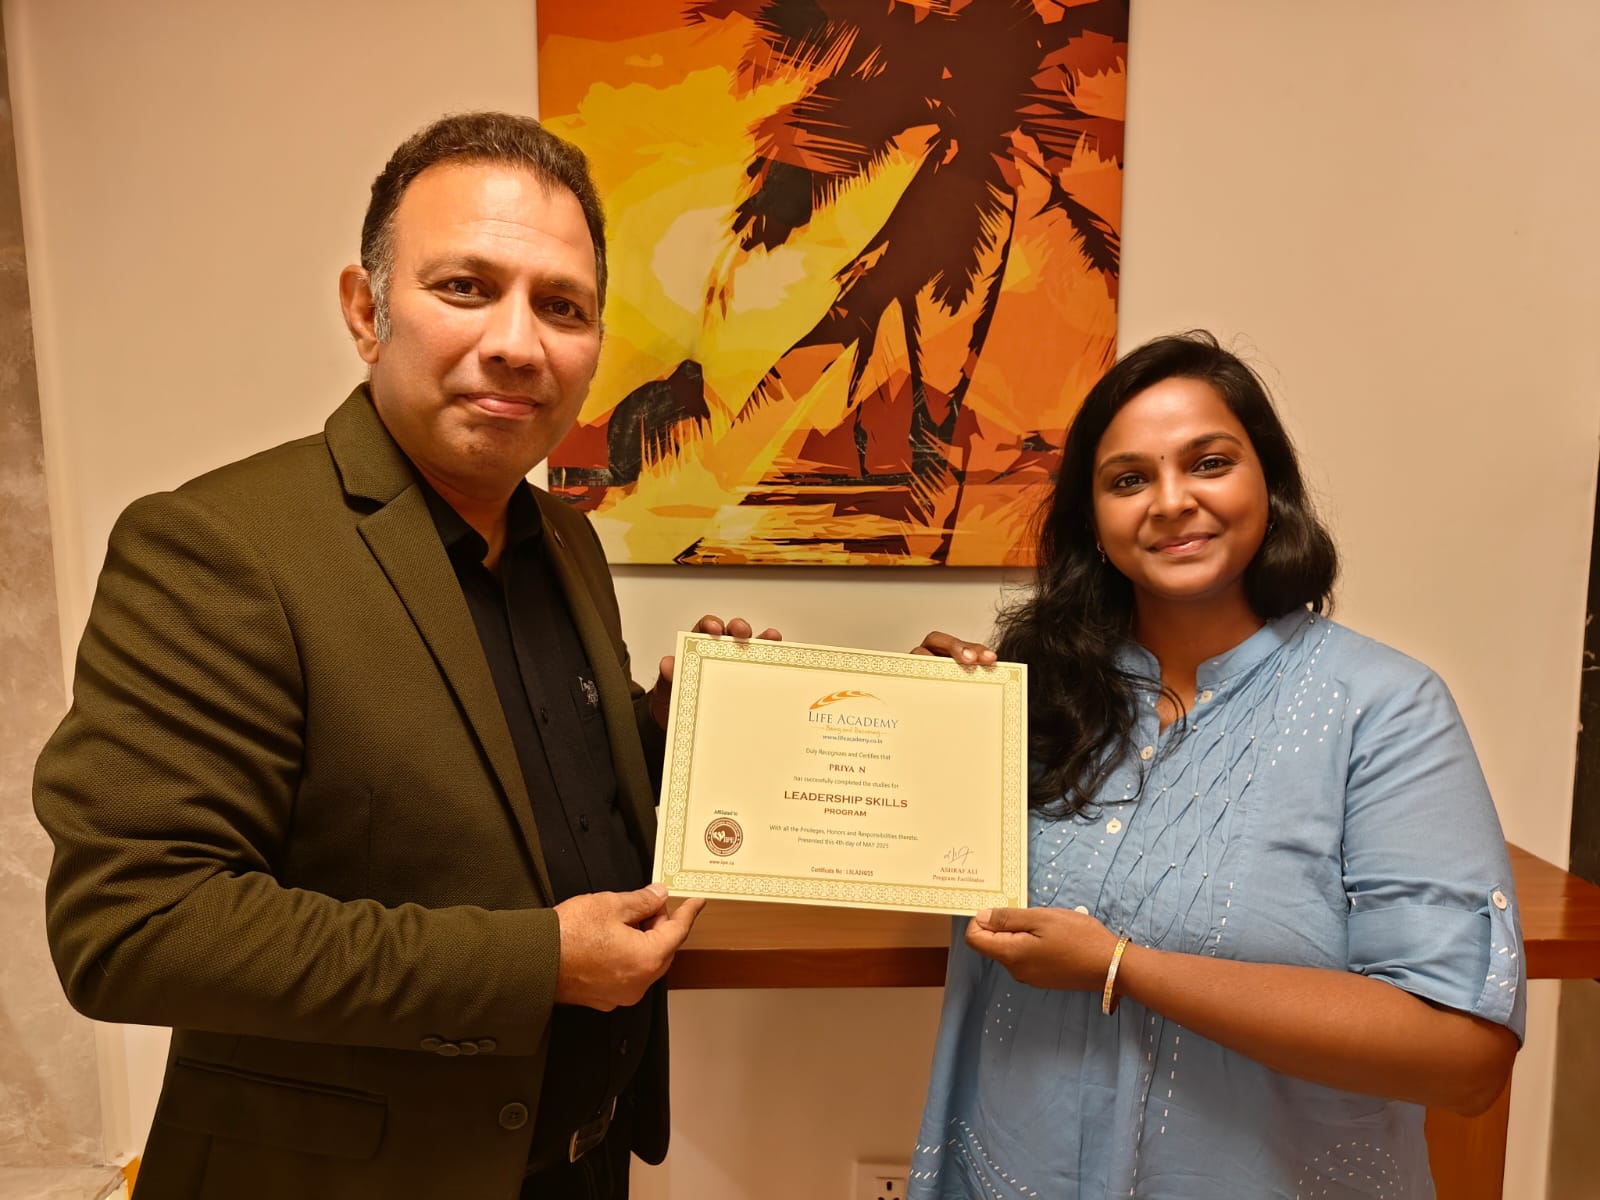 LIFE ACADEMY
Being and Becoming
www.lifeacademy.co.in
Duly Recognizes and Certifies that
PRIYA N
has successfully completed the studies for
LEADERSHIP SKILLS
PROGRAM
With all the Privileges, Honors and Responsibilities thereto.
Presented this 4th day of MAY 2025
Affiliated to
www.iipt.ca
Certificate No : LSLA24025
ASHRAF ALI
Program Facilitator